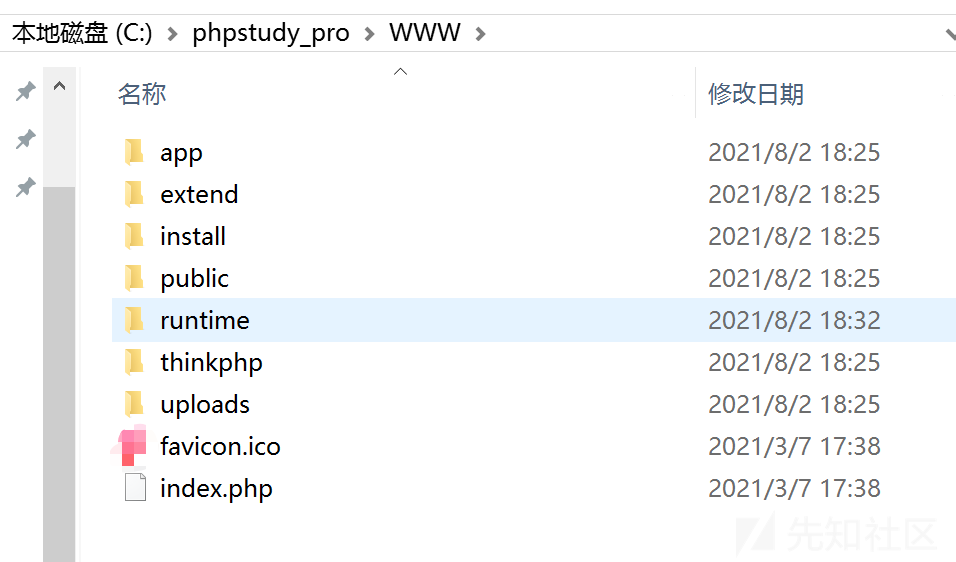 本地磁盘 (C:) > phpstudy_pro > WWW >
名称 修改日期
app 2021/8/2 18:25
extend 2021/8/2 18:25
install 2021/8/2 18:25
public 2021/8/2 18:25
runtime 2021/8/2 18:32
thinkphp 2021/8/2 18:25
uploads 2021/8/2 18:25
favicon.ico 2021/3/7 17:38
index.php 2021/3/7 17:38
先知社区